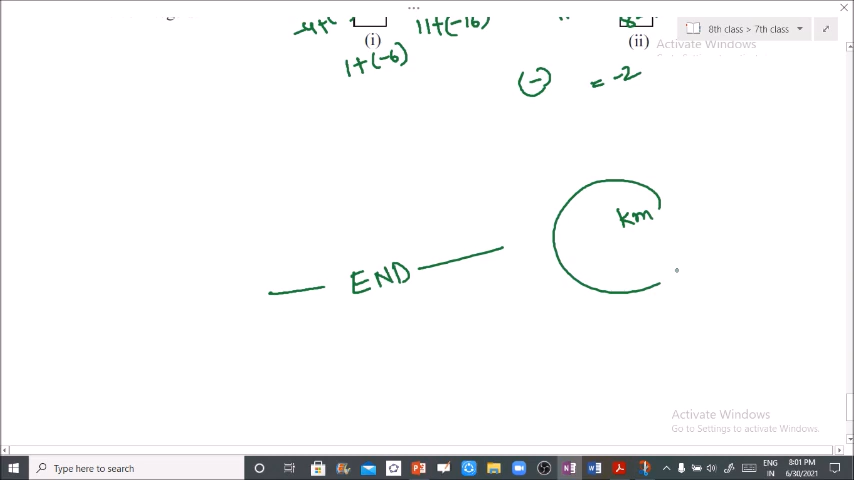 11+(-16)
(i)
(ii)
8th class > 7th class
Activate Windows
1+(-6)
(-) = -2
km
END
Activate Windows
Go to Settings to activate Windows.
Type here to search
ENG
IN
8:01 PM
6/30/2021